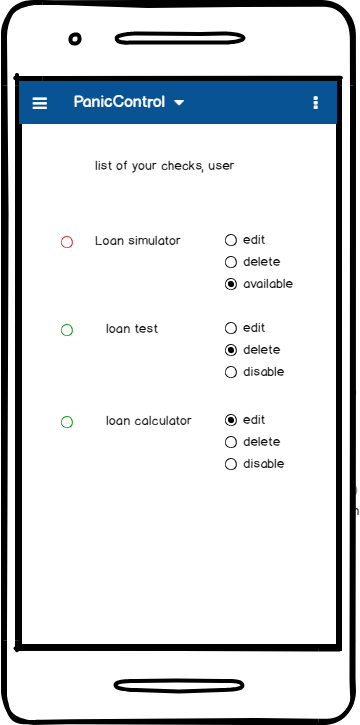 PanicControl
list of your checks, user
Loan simulator
edit
delete
available
loan test
edit
delete
disable
loan calculator
edit
delete
disable